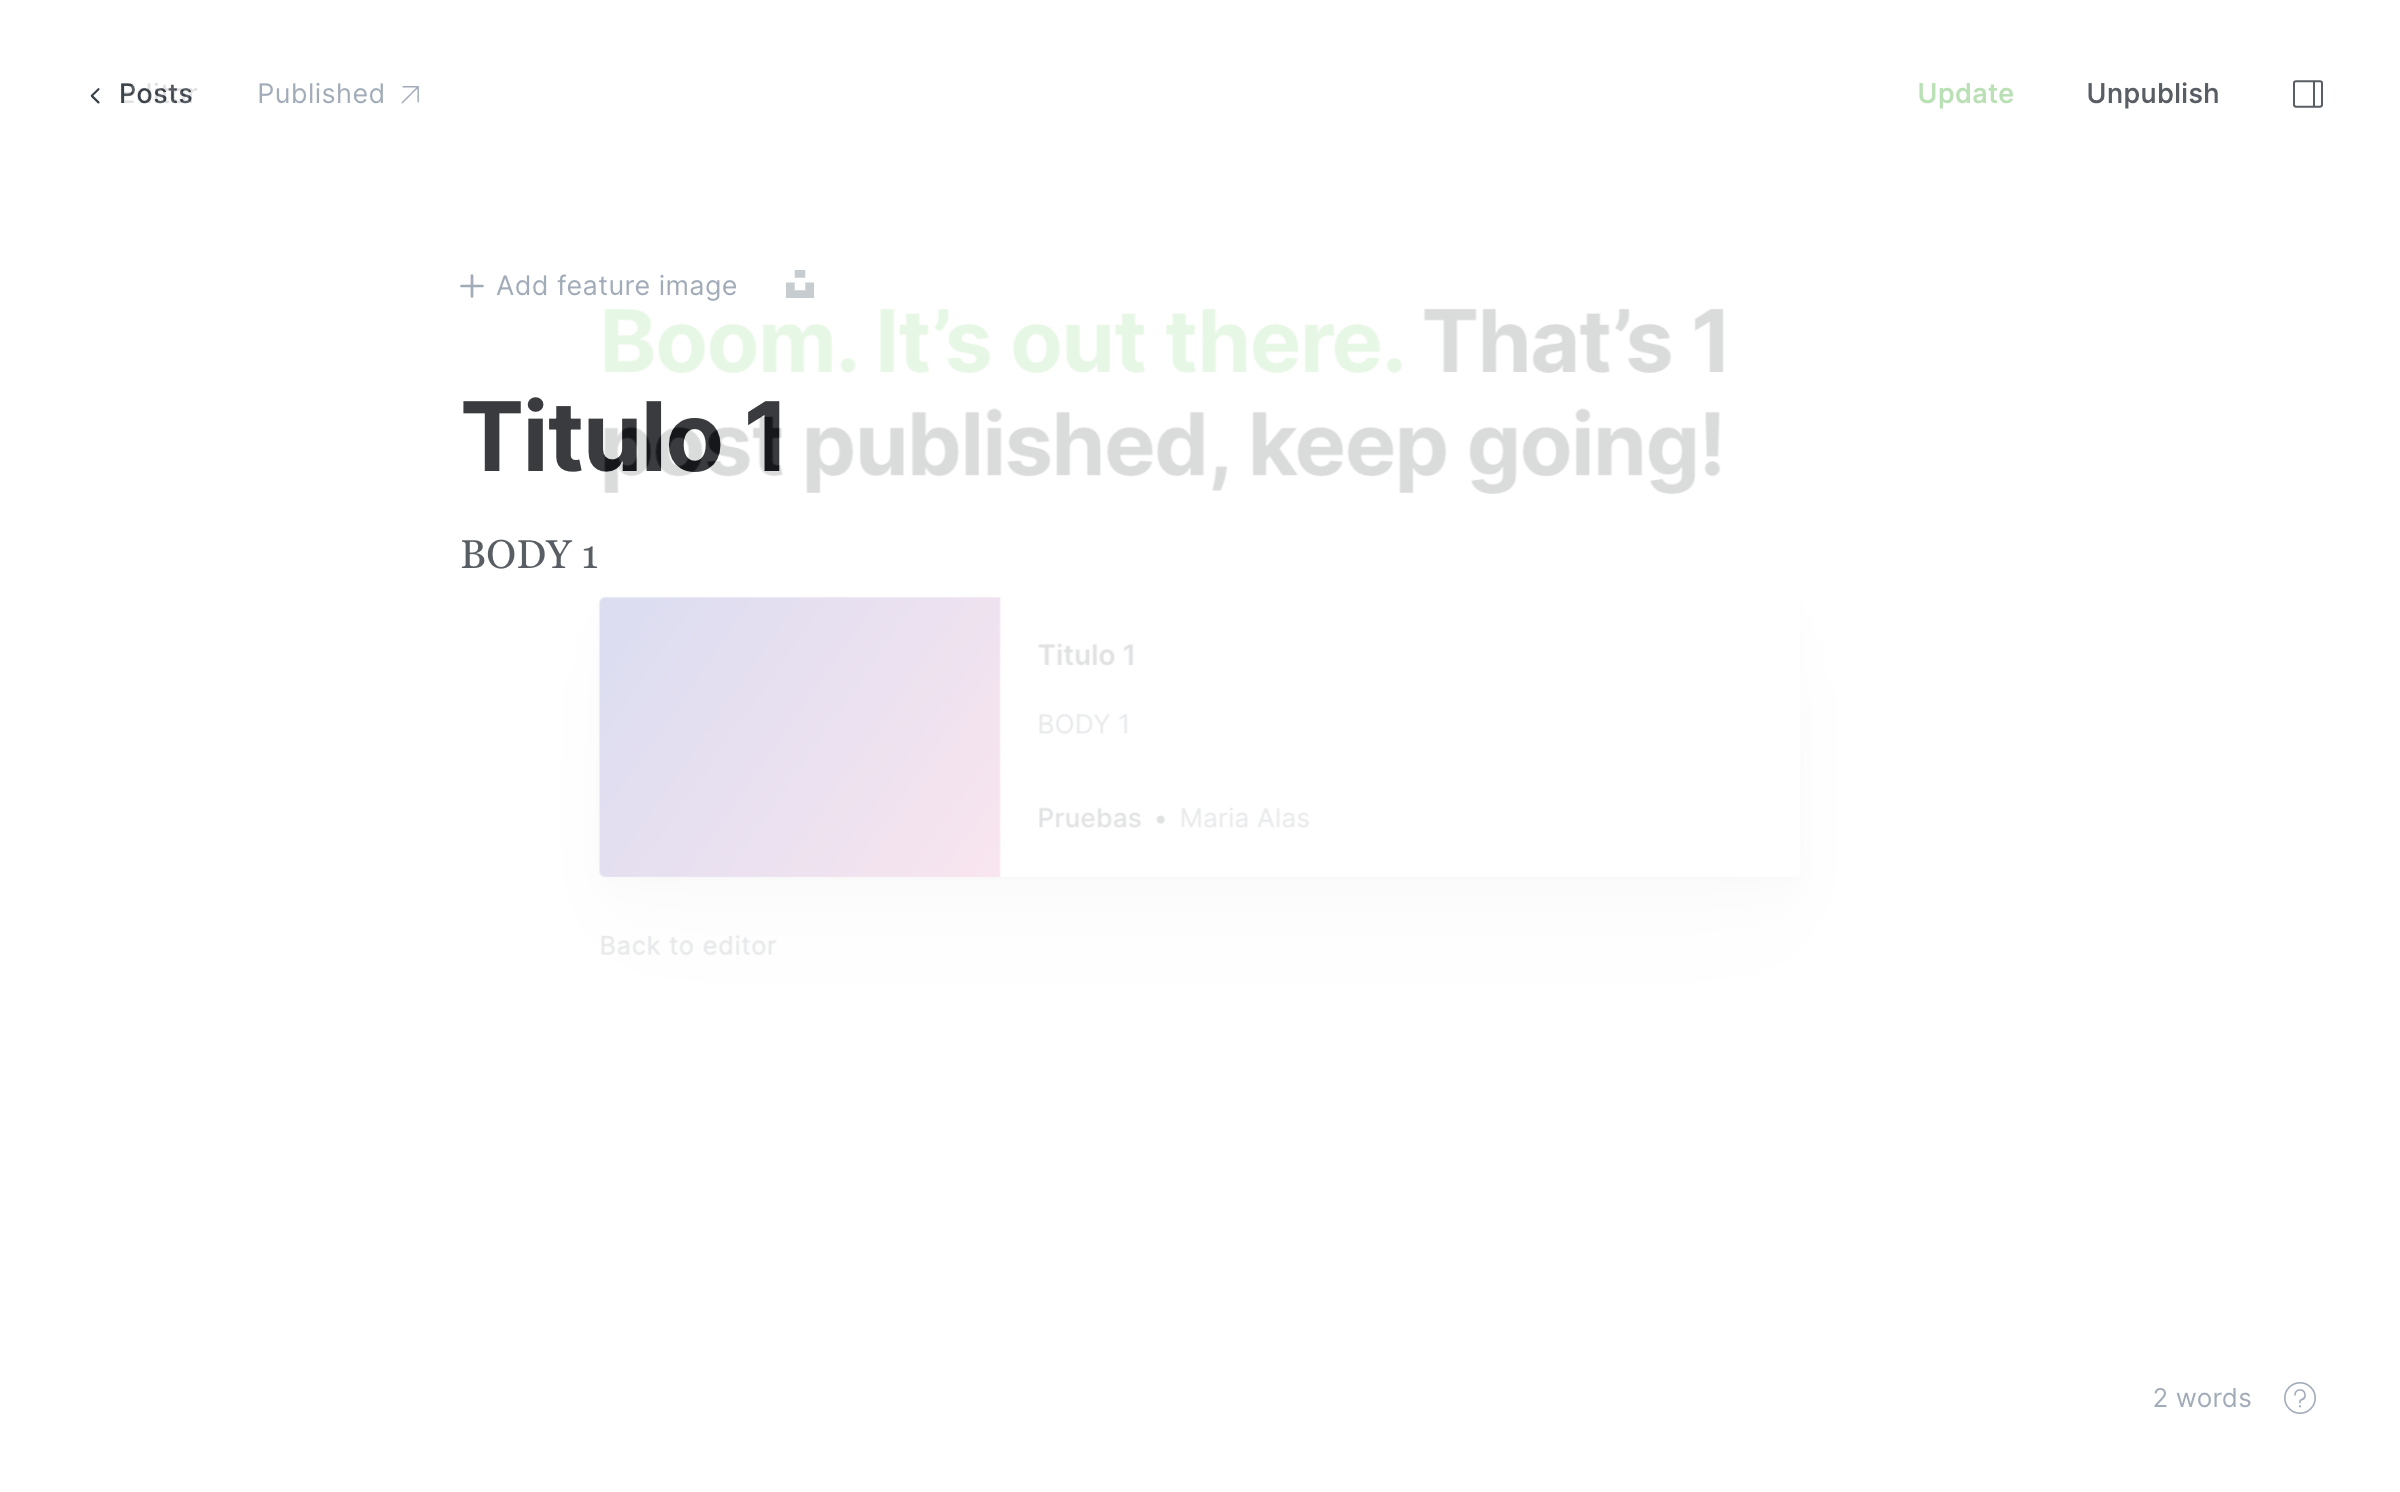 Posts
Published
Update
Unpublish
Add feature image
Boom. It’s out there. That’s 1
post published, keep going!
Titulo 1
BODY 1
Titulo 1
BODY 1
Pruebas • Maria Alas
Back to editor
2 words
?